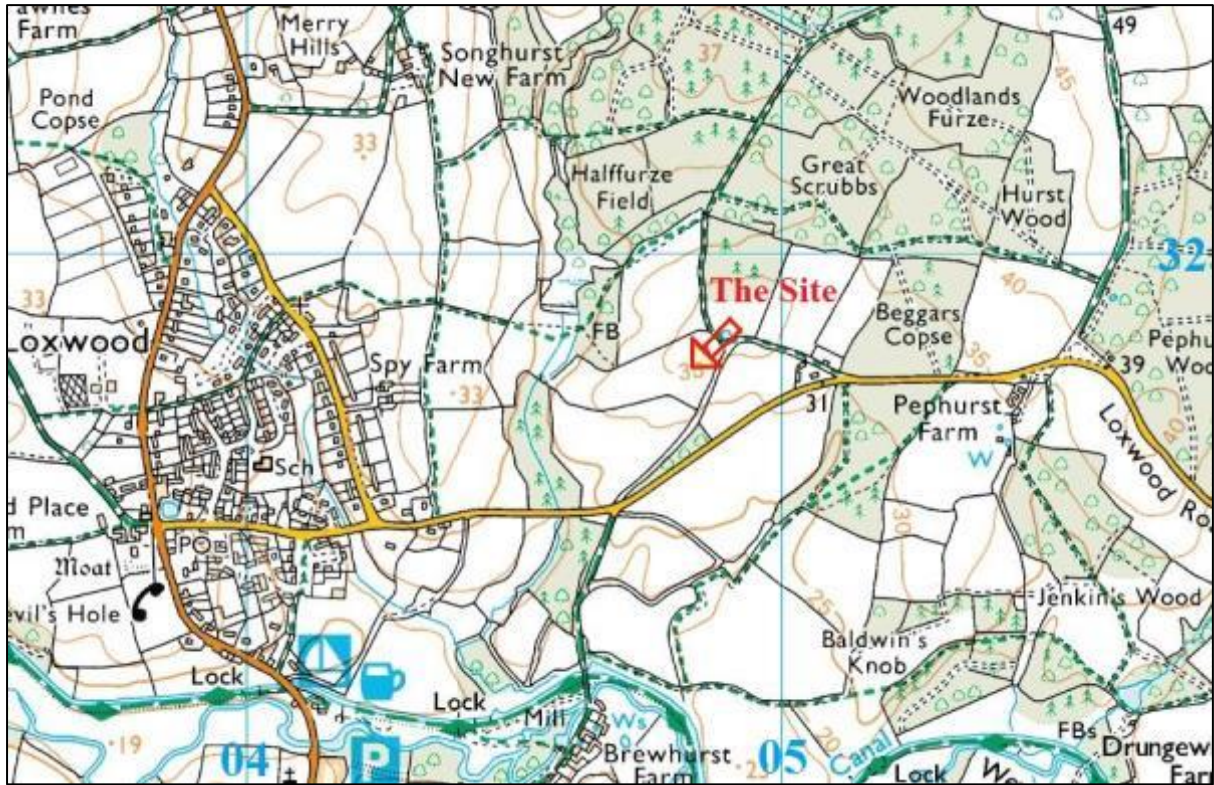 Farm
Merry
Hills
Songhurst
New Farm
37
49
45
Pond
Copse
33
Woodlands
Furze
Halffurze
Field
Great
Scrubbs
Hurst
Wood
32
33
The Site
40
Loxwood
FB
Beggars
Copse
Spy Farm
33
35
35
39
31
Pephurst
Farm
W
Loxwood
40
Sch
30
PO
Moat
Jenkin's Wood
25
Baldwin's
Knob
Lock
Lock
Mill
Ws
19
04
P
Brewhurst
Farm
23
05
20
Canal
Lock
FBs